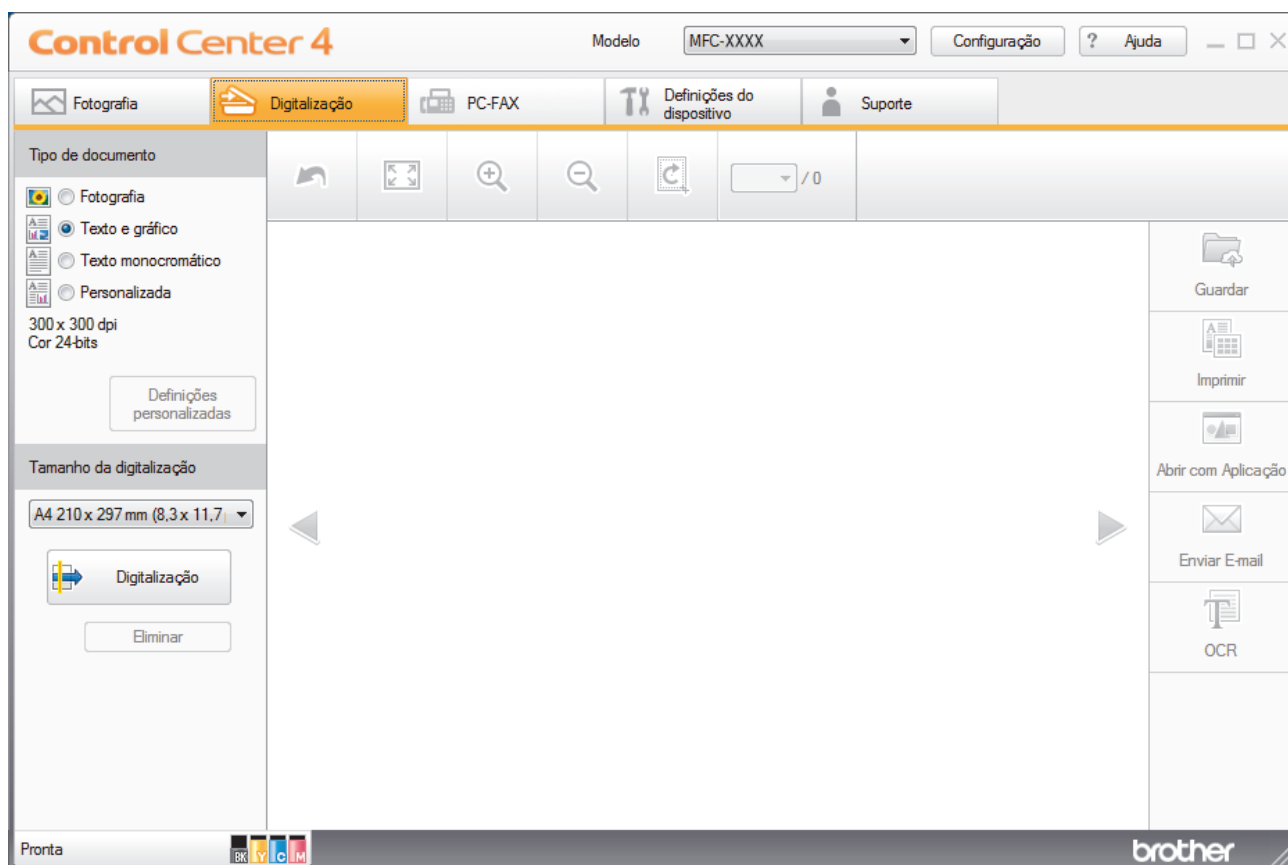 Control Center 4
Modelo
MFC-XXXX
Configuração
? Ajuda
Fotografia
Digitalização
PC-FAX
Definições do
dispositivo
Suporte
Tipo de documento
/ 0
Fotografia
Texto e gráfico
Texto monocromático
Personalizada
300 x 300 dpi
Cor 24-bits
Definições
personalizadas
Tamanho da digitalização
A4 210 x 297 mm (8,3 x 11,7
Digitalização
Eliminar
Guardar
Imprimir
Abrir com Aplicação
Enviar E-mail
OCR
Pronta
BK Y C M
brother